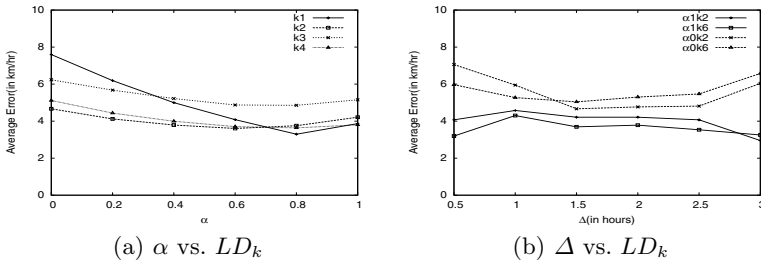 10
8
6
4
2
0
0 0.2 0.4 0.6 0.8 1
Average Error(in km/hr)
α
k1
k2
k3
k4
(a) α vs. LDk
10
8
6
4
2
0
0.5 1 1.5 2 2.5 3
Average Error(in km/hr)
Δ(in hours)
α1k2
α1k6
α0k2
α0k6
(b) Δ vs. LDk